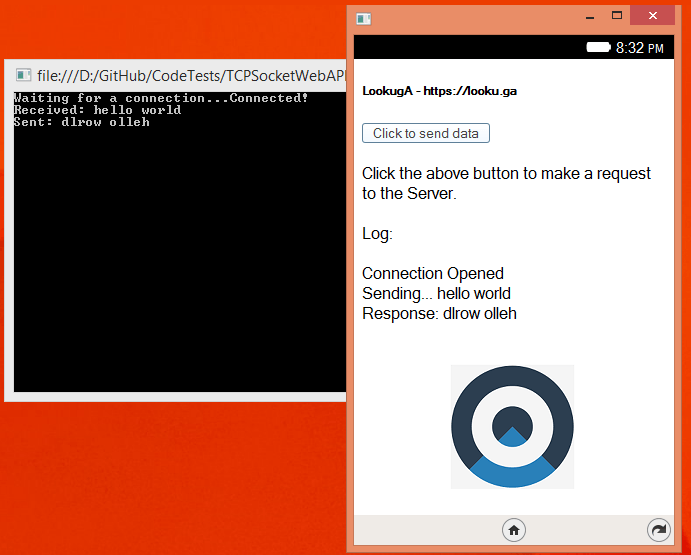 file:///D:/GitHub/CodeTests/TCPSocketWebAPI
Waiting for a connection...Connected!
Received: hello world
Sent: dlrow olleh
8:32 PM
LookugA - https://looku.ga
Click to send data
Click the above button to make a request
to the Server.
Log:
Connection Opened
Sending... hello world
Response: dlrow olleh